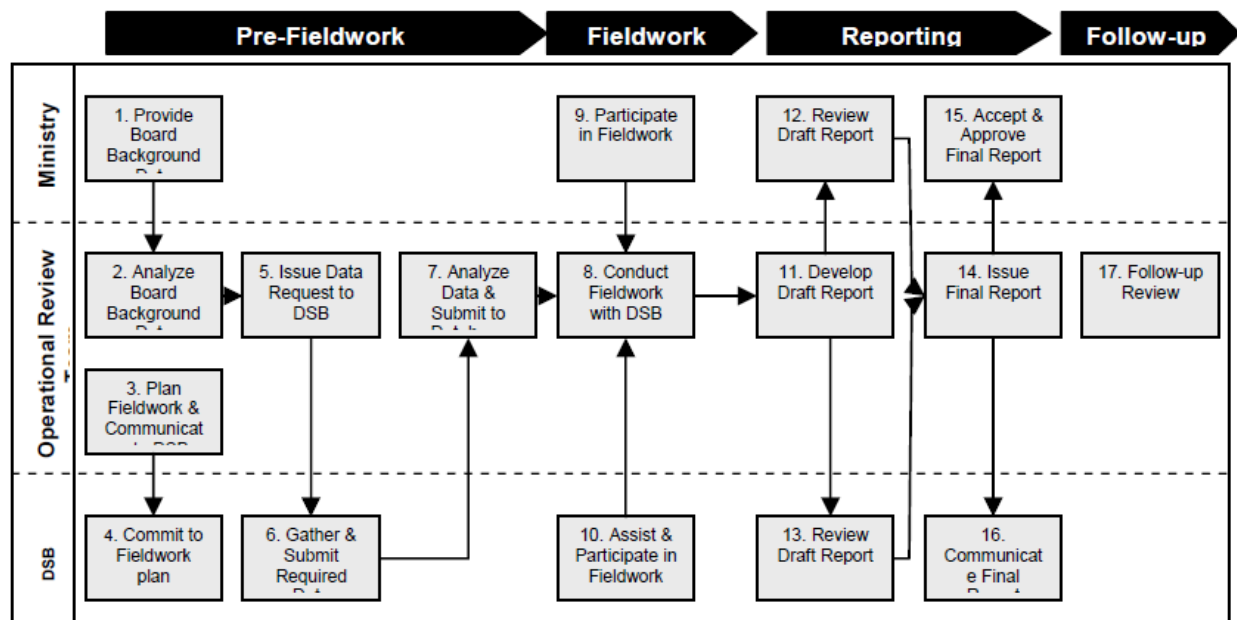 Pre-Fieldwork
Fieldwork
Reporting
Follow-up
Ministry
1. Provide
Board
Background
9. Participate
in Fieldwork
12. Review
Draft Report
15. Accept &
Approve
Final Report
Operational Review
2. Analyze
Board
Background
5. Issue Data
Request to
DSB
7. Analyze
Data &
Submit to
8. Conduct
Fieldwork
with DSB
11. Develop
Draft Report
14. Issue
Final Report
17. Follow-up
Review
3. Plan
Fieldwork &
Communicat
DSB
4. Commit to
Fieldwork
plan
6. Gather &
Submit
Required
10. Assist &
Participate in
Fieldwork
13. Review
Draft Report
16.
Communicat
e Final